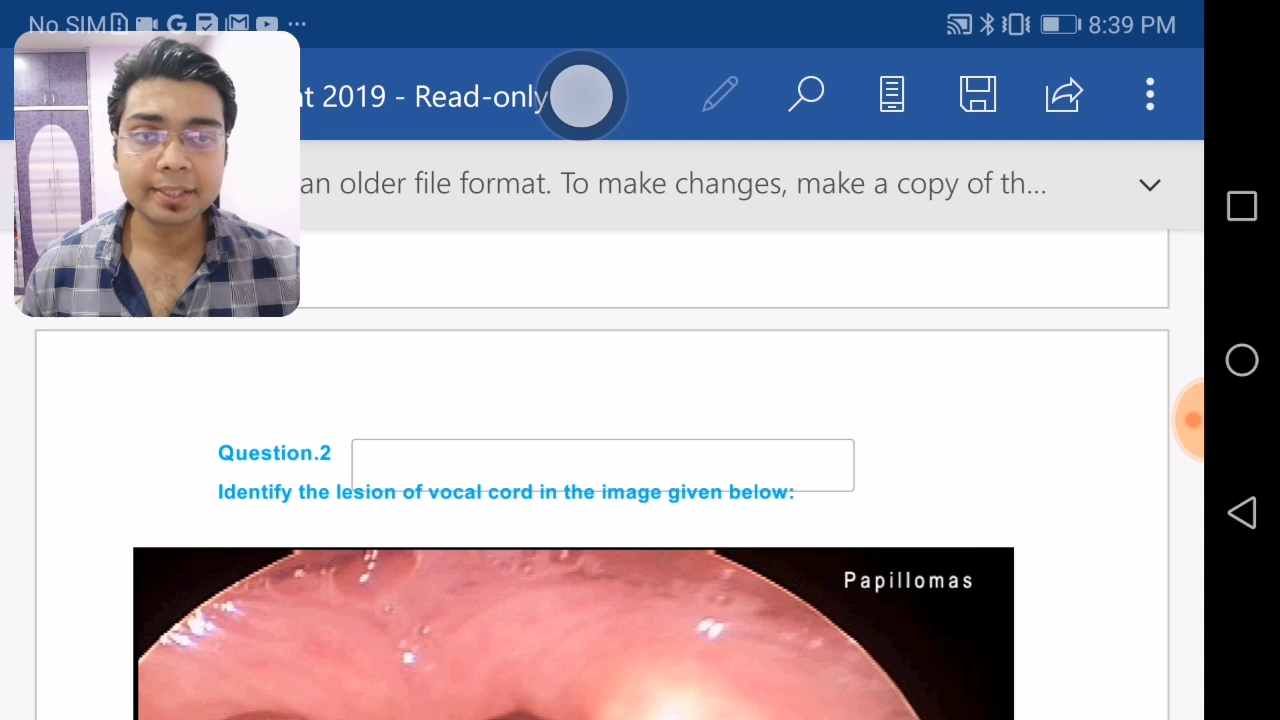 No SIM
8:39 PM
t 2019 - Read-only
an older file format. To make changes, make a copy of th...
Question.2
Identify the lesion of vocal cord in the image given below:
Papillomas